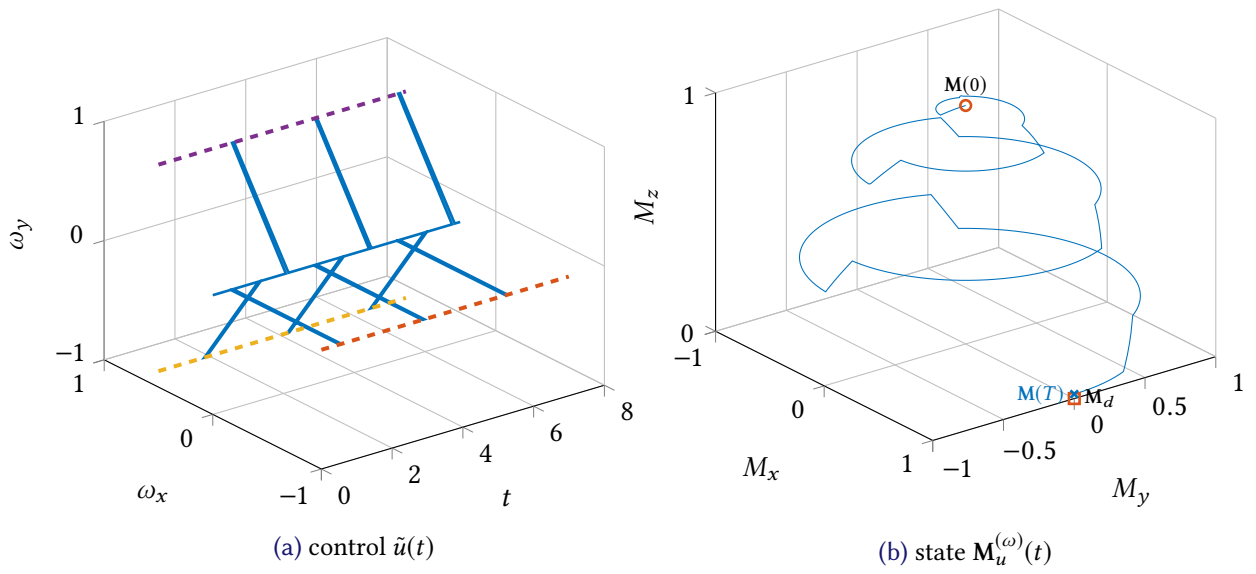 1
0
−1
ω_y
1
0
−1
ω_x
0
2
4
6
8
t
(a) control ũ(t)
M(0)
1
0
M_z
−1
0
1
M_x
−1
−0.5
0
0.5
1
M_y
M(T)
M_d
(b) state M_u^{(ω)}(t)